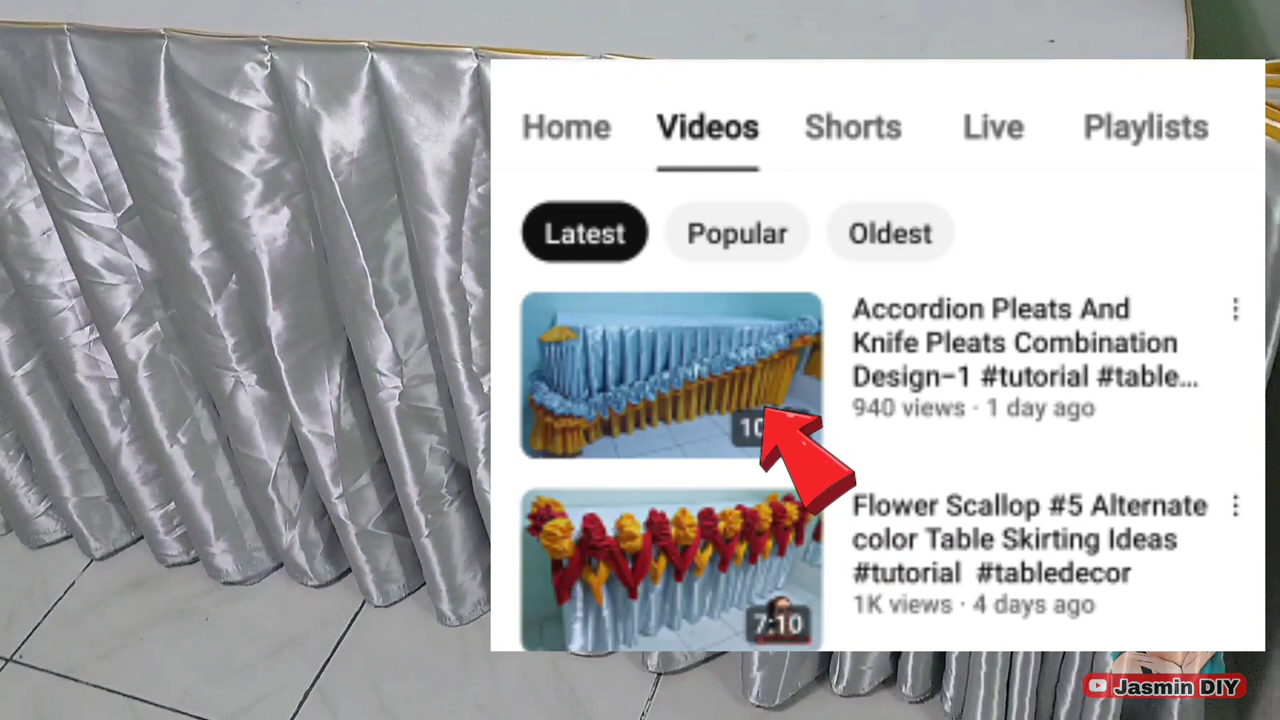 Home Videos Shorts Live Playlists
Latest Popular Oldest
Accordion Pleats And
Knife Pleats Combination
Design-1 #tutorial #table...
940 views · 1 day ago
Flower Scallop #5 Alternate
color Table Skirting Ideas
#tutorial #tabledecor
1K views · 4 days ago
7:10
Jasmin DIY